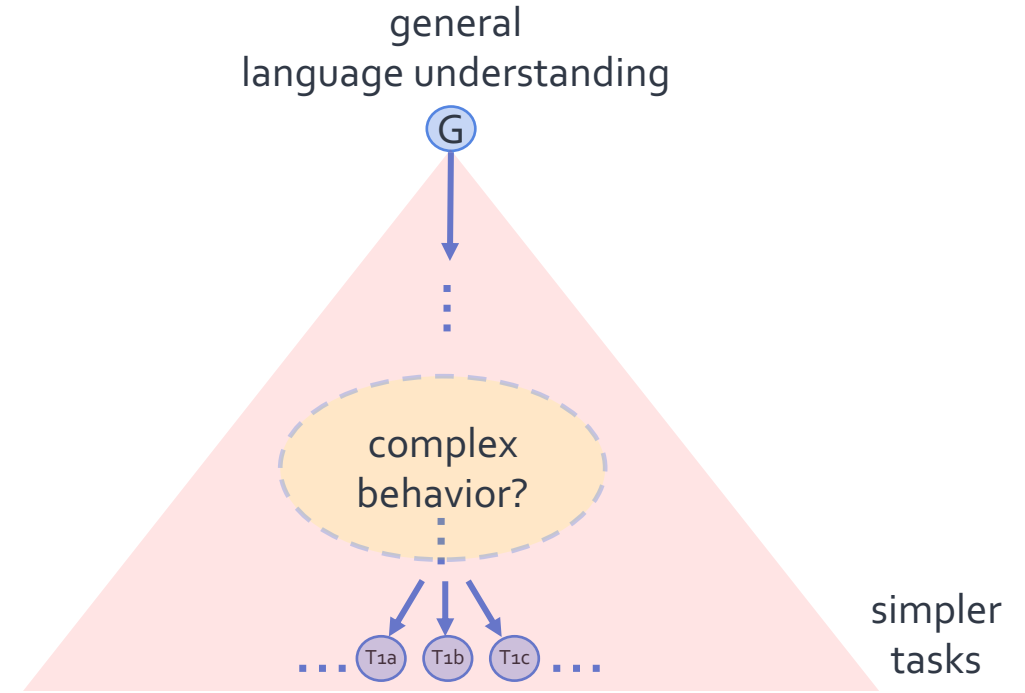 general
language understanding
G
complex
behavior?
simpler
tasks
... T1a T1b T1c ...